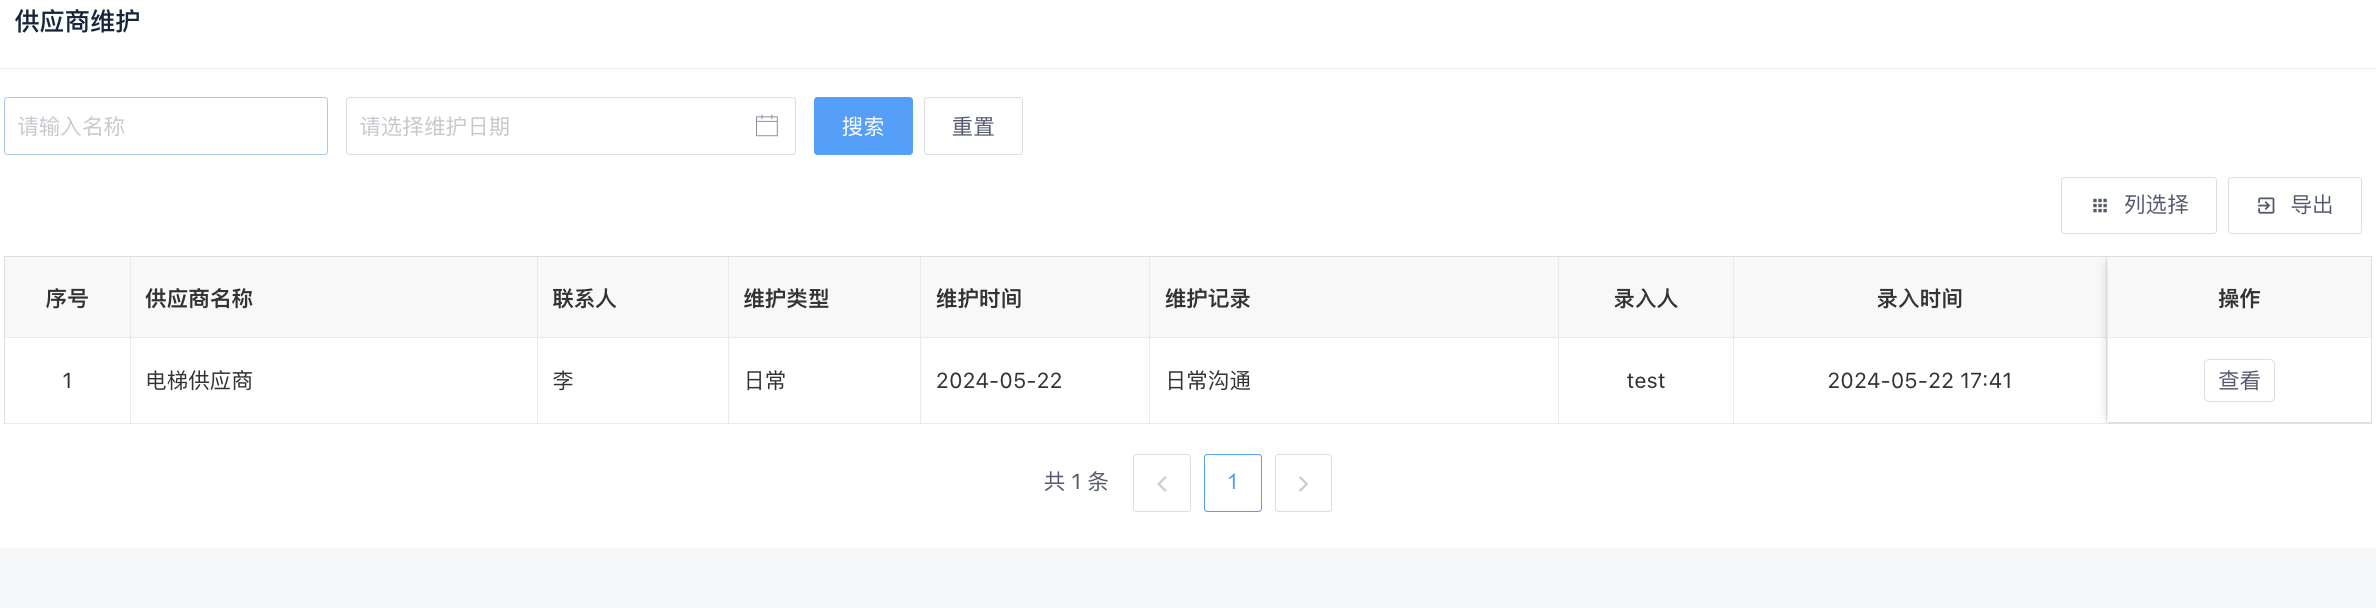 供应商维护
请输入名称 请选择维护日期 搜索 重置
列选择 导出
序号 供应商名称 联系人 维护类型 维护时间 维护记录 录入人 录入时间 操作
1 电梯供应商 李 日常 2024-05-22 日常沟通 test 2024-05-22 17:41 查看
共 1 条 1